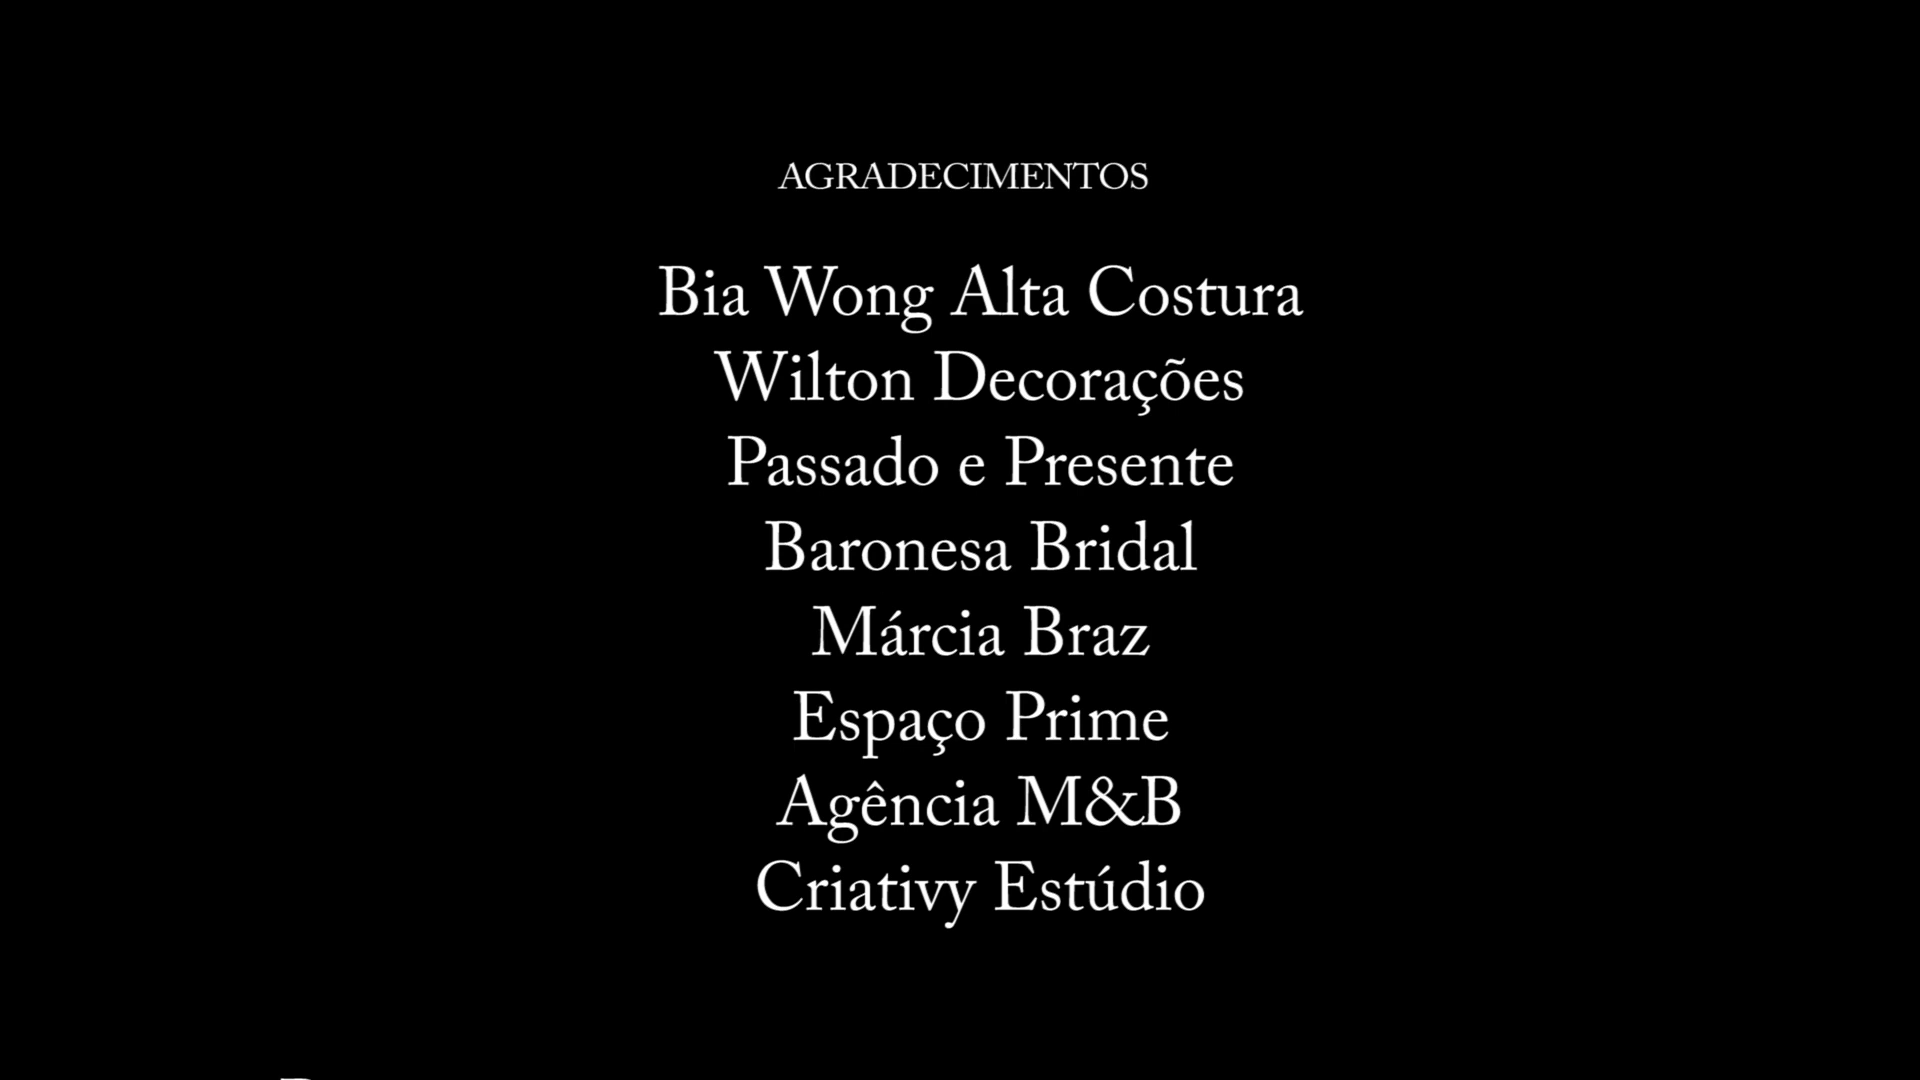 AGRADECIMENTOS
Bia Wong Alta Costura
Wilton Decorações
Passado e Presente
Baronesa Bridal
Márcia Braz
Espaço Prime
Agência M&B
Criativy Estúdio